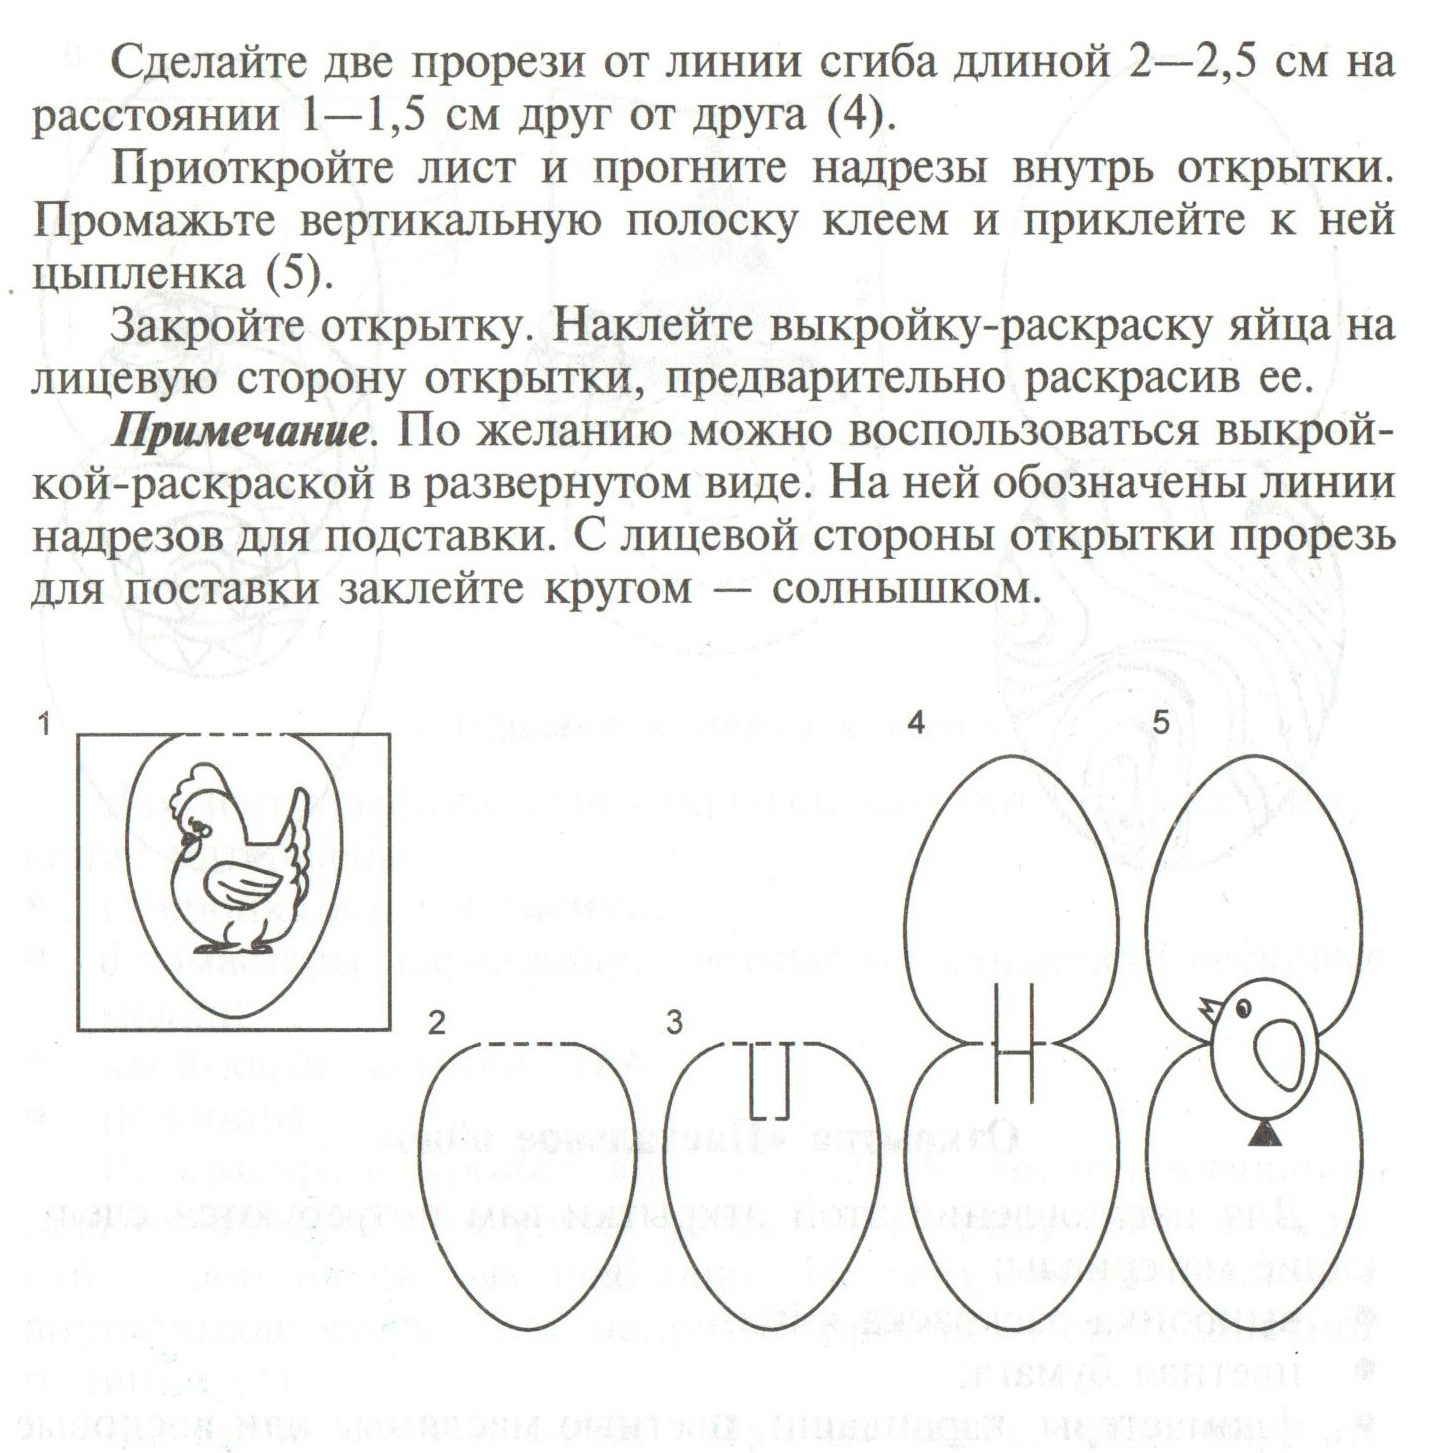 Сделайте две прорези от линии сгиба длиной 2—2,5 см на
расстоянии 1—1,5 см друг от друга (4).
Приоткройте лист и прогните надрезы внутрь открытки.
Промажьте вертикальную полоску клеем и приклейте к ней
цыпленка (5).
Закройте открытку. Наклейте выкройку-раскраску яйца на
лицевую сторону открытки, предварительно раскрасив ее.
Примечание. По желанию можно воспользоваться выкрой-
кой-раскраской в развернутом виде. На ней обозначены линии
надрезов для подставки. С лицевой стороны открытки прорезь
для поставки заклейте кругом — солнышком.
1
4
5
2
3